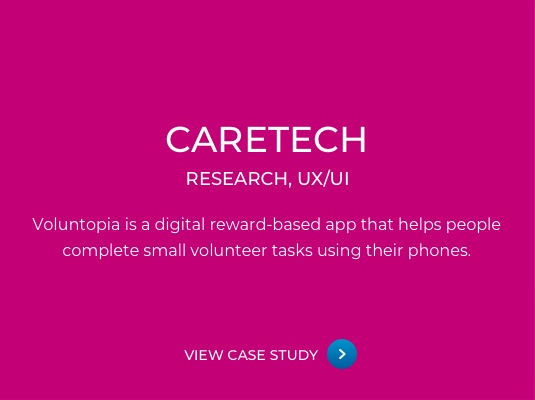 CARETECH
RESEARCH, UX/UI
Voluntopia is a digital reward-based app that helps people
complete small volunteer tasks using their phones.
VIEW CASE STUDY